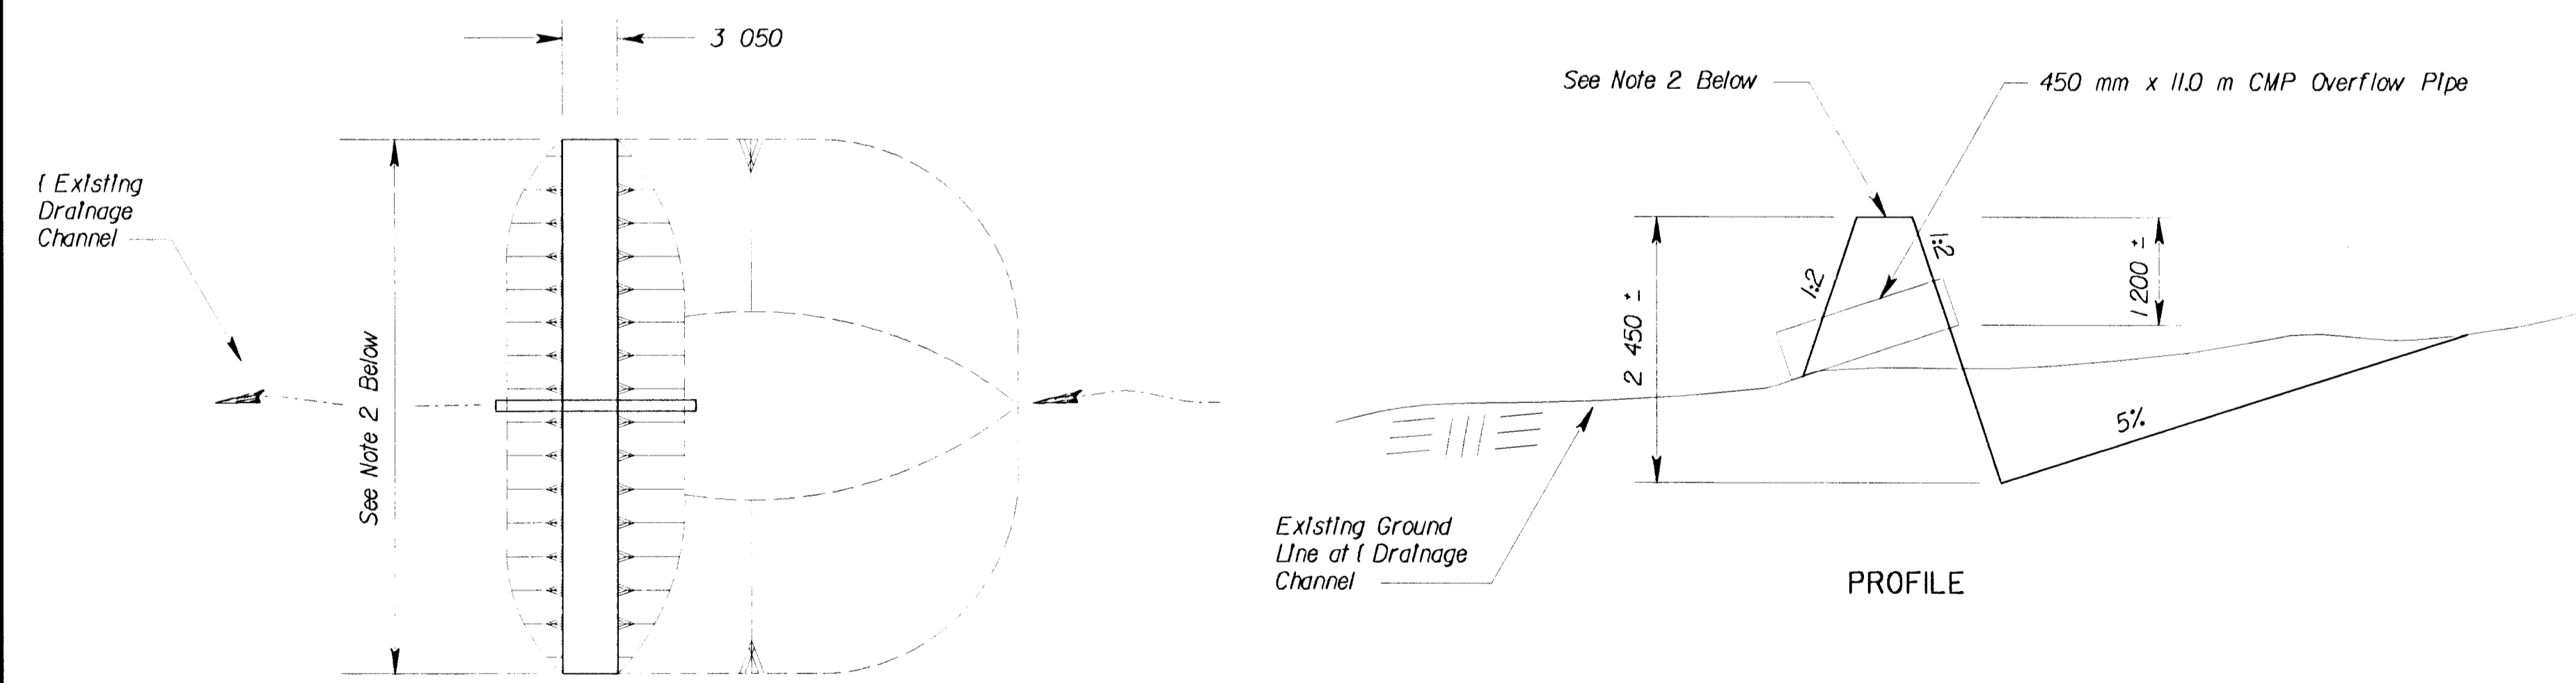 3 050
See Note 2 Below
450 mm x 11.0 m CMP Overflow Pipe
ℓ Existing
Drainage
Channel
See Note 2 Below
1:2
1:2
2 450 ±
1 200 ±
5%
Existing Ground
Line at ℓ Drainage
Channel
PROFILE